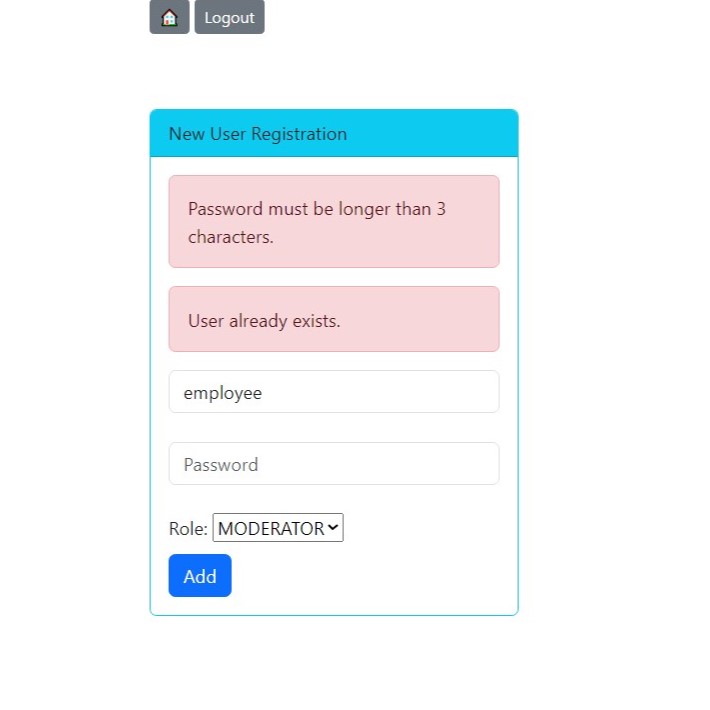 Logout
New User Registration
Password must be longer than 3
characters.
User already exists.
employee
Password
Role: MODERATOR
Add